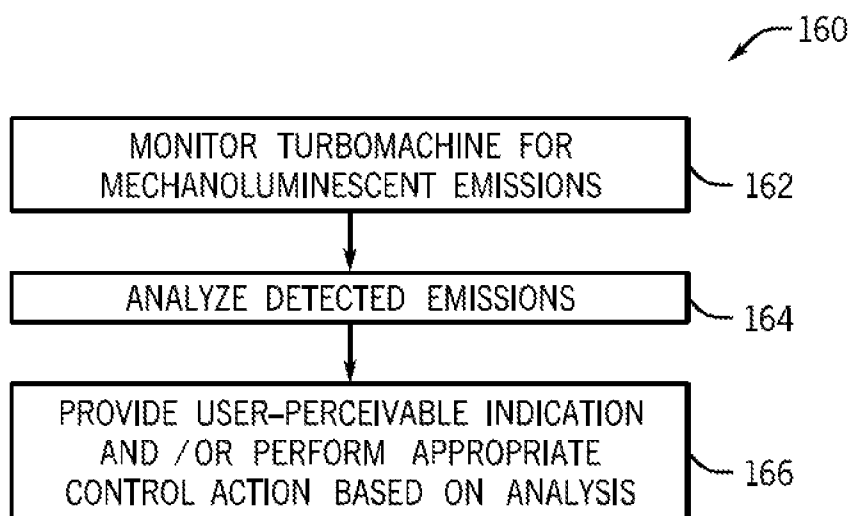 160
MONITOR TURBOMACHINE FOR
MECHANOLUMINESCENT EMISSIONS
162
ANALYZE DETECTED EMISSIONS
164
PROVIDE USER-PERCEIVABLE INDICATION
AND /OR PERFORM APPROPRIATE
CONTROL ACTION BASED ON ANALYSIS
166